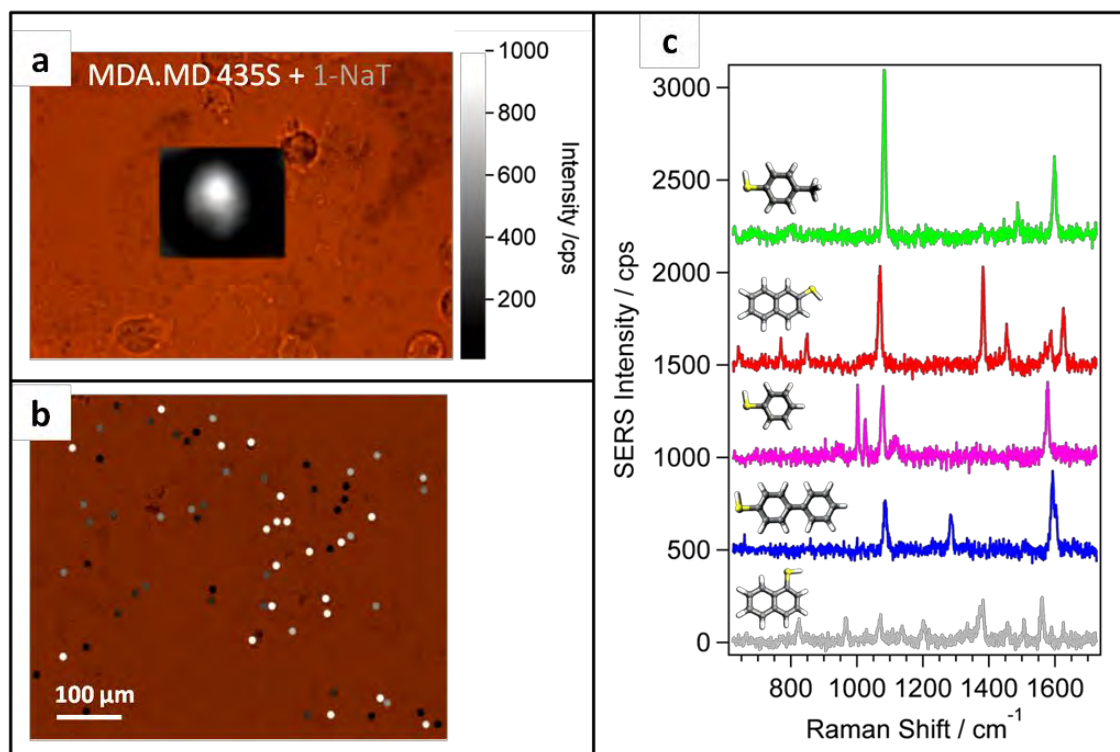 a
MDA.MD 435S + 1-NaT
1000
800
600
400
200
Intensity /cps
b
100 µm
c
3000
2500
2000
1500
1000
500
0
SERS Intensity / cps
800 1000 1200 1400 1600
Raman Shift / cm⁻¹